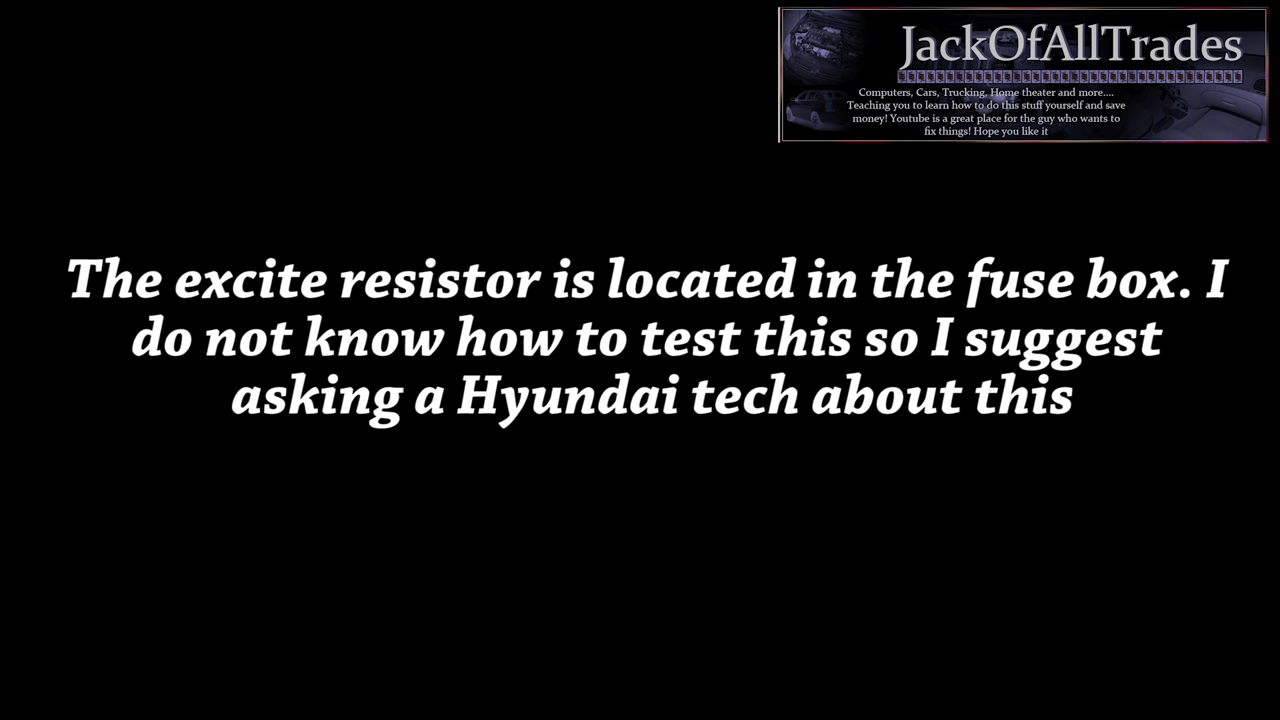 JackOfAllTrades
Computers, Cars, Trucking, Home theater and more....
Teaching you to learn how to do this stuff yourself and save
money! Youtube is a great place for the guy who wants to
fix things! Hope you like it
The excite resistor is located in the fuse box. I
do not know how to test this so I suggest
asking a Hyundai tech about this